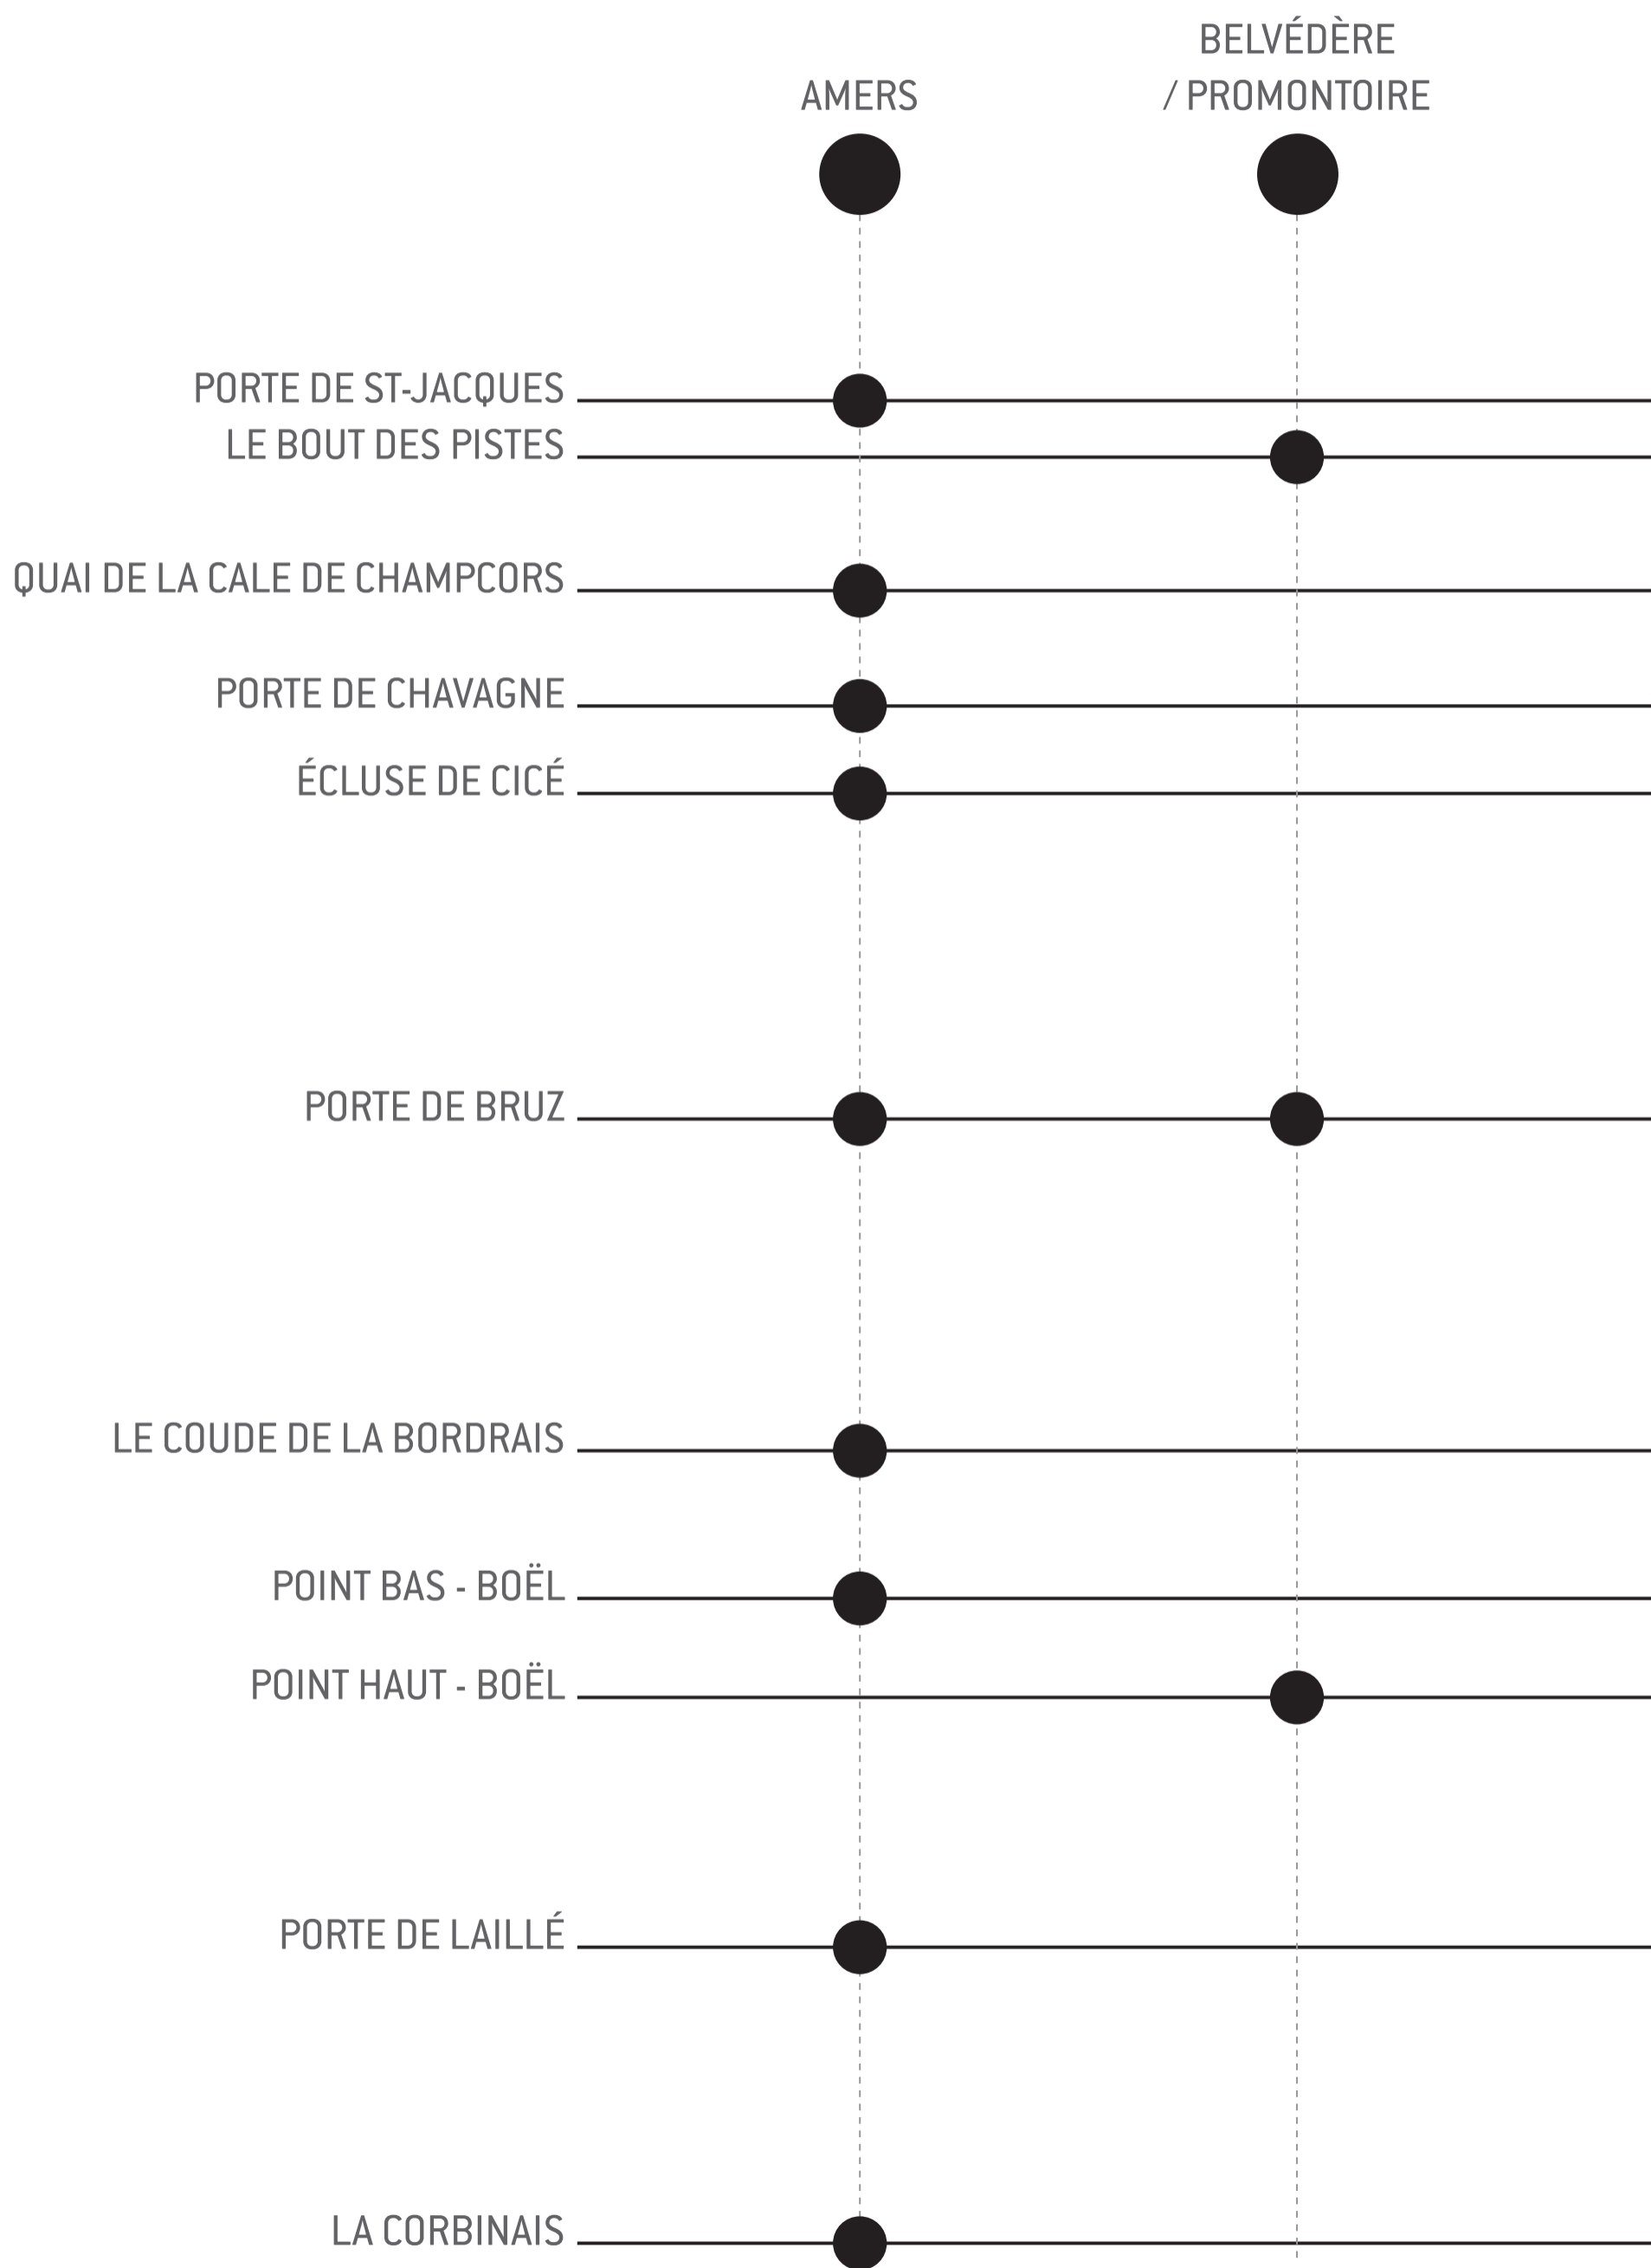 BELVÉDÈRE
AMERS
/ PROMONTOIRE
PORTE DE ST-JACQUES
LE BOUT DES PISTES
QUAI DE LA CALE DE CHAMPCORS
PORTE DE CHAVAGNE
ÉCLUSE DE CICÉ
PORTE DE BRUZ
LE COUDE DE LA BORDRAIS
POINT BAS - BOËL
POINT HAUT - BOËL
PORTE DE LAILLÉ
LA CORBINAIS